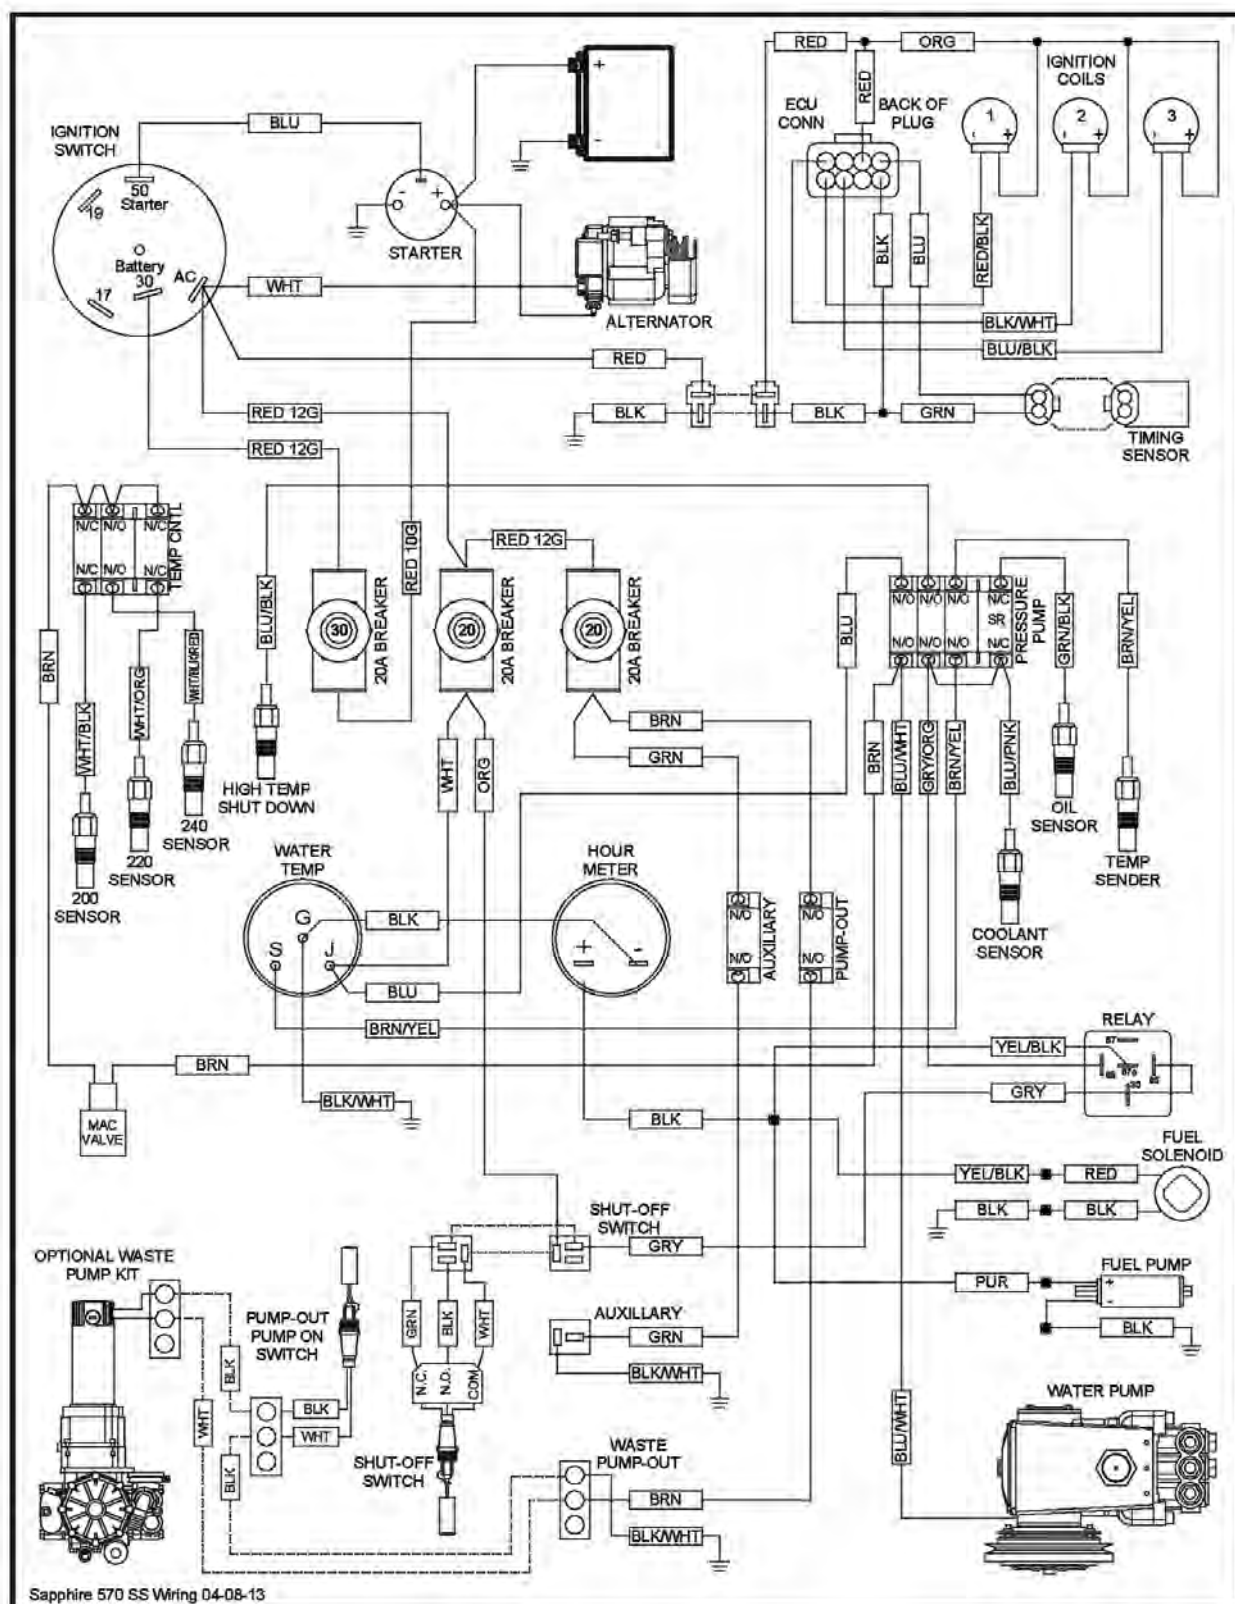 RED
ORG
IGNITION
COILS
RED
ECU
CONN
BACK OF
PLUG
1
2
3
- +
- +
- +
BLU
IGNITION
SWITCH
50
Starter
19
Battery
30
17
AC
+
-
- +
STARTER
WHT
ALTERNATOR
BLK
BLU
RED/BLK
BLK/WHT
BLU/BLK
RED
RED 12G
BLK
BLK
GRN
TIMING
SENSOR
RED 12G
N/C
N/O
N/C
N/C
N/O
N/C
TEMP CNTL
BRN
WHT/BLK
WHT/ORG
WHT/BLK/RED
BLU/BLK
30
20A BREAKER
RED 10G
RED 12G
20
20A BREAKER
20
20A BREAKER
BLU
N/O
N/O
N/O
N/C
SR
N/O
N/O
N/O
N/C
PRESSURE
PUMP
GRN/BLK
BRN/YEL
HIGH TEMP
SHUT DOWN
240
SENSOR
220
SENSOR
200
SENSOR
WHT
ORG
BRN
GRN
BRN
BLU/WHT
GRY/ORG
BRN/YEL
BLU/PNK
OIL
SENSOR
TEMP
SENDER
COOLANT
SENSOR
WATER
TEMP
G
S
J
BLK
BLU
BRN/YEL
HOUR
METER
+ -
N/O
N/O
AUXILIARY
N/O
N/O
PUMP-OUT
BRN
MAC
VALVE
BLK/WHT
BLK
RELAY
YEL/BLK
87
87a
85
30
GRY
FUEL
SOLENOID
YEL/BLK
RED
BLK
BLK
SHUT-OFF
SWITCH
GRY
FUEL PUMP
PUR
+
-
BLK
OPTIONAL WASTE
PUMP KIT
PUMP-OUT
PUMP ON
SWITCH
BLK
WHT
BLK
BLK
WHT
GRN
BLK
WHT
N.C.
N.O.
COM
SHUT-OFF
SWITCH
AUXILLARY
GRN
BLK/WHT
WASTE
PUMP-OUT
BRN
BLK/WHT
BLU/WHT
WATER PUMP
Sapphire 570 SS Wiring 04-08-13